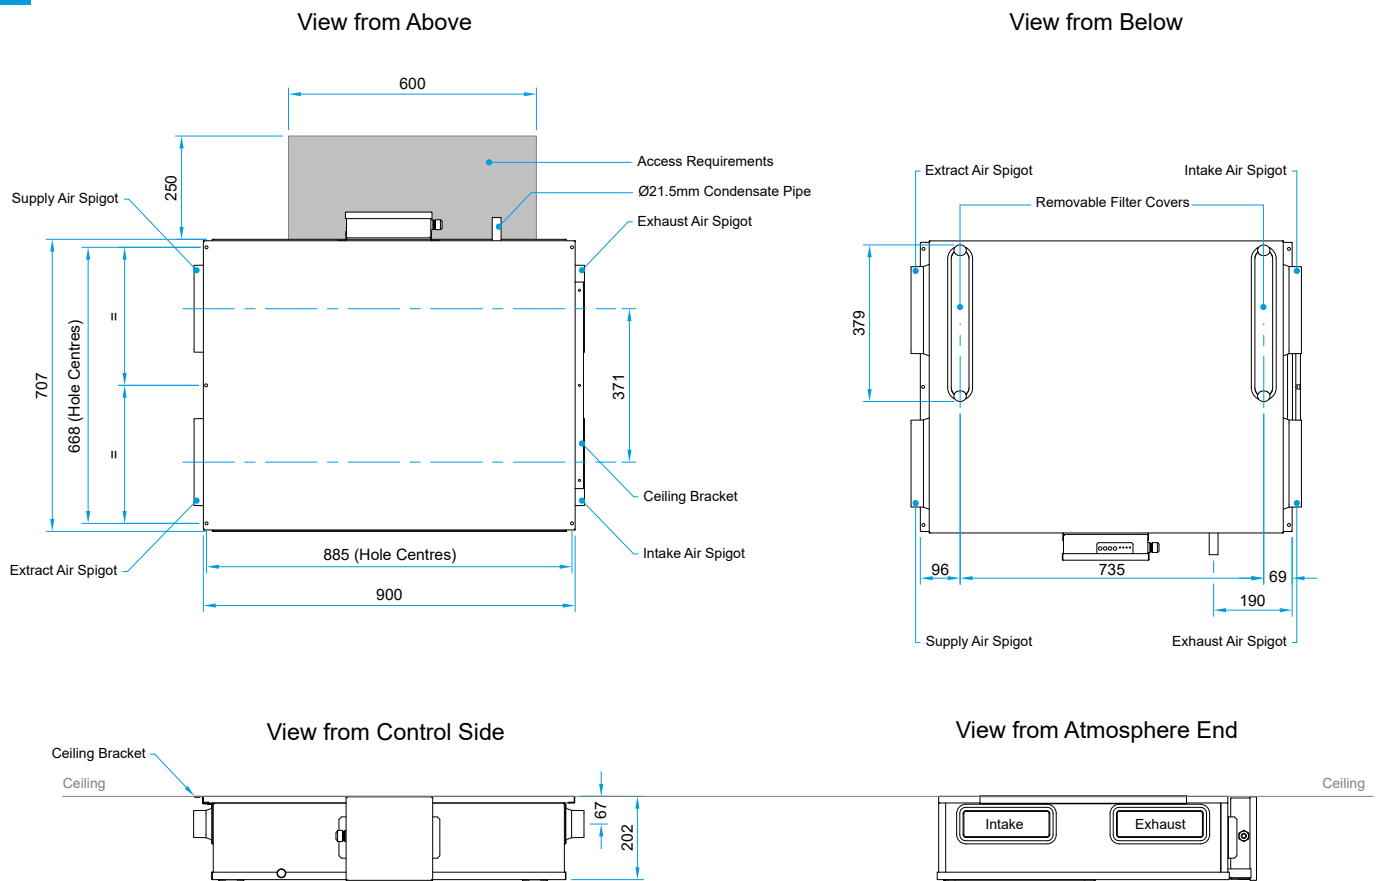 View from Above
View from Below
600
250
Access Requirements
Ø21.5mm Condensate Pipe
Exhaust Air Spigot
Supply Air Spigot
707
668 (Hole Centres)
=
=
371
Ceiling Bracket
Intake Air Spigot
Extract Air Spigot
885 (Hole Centres)
900
Extract Air Spigot
Intake Air Spigot
Removable Filter Covers
379
96
735
69
190
Supply Air Spigot
Exhaust Air Spigot
View from Control Side
Ceiling Bracket
Ceiling
67
202
View from Atmosphere End
Ceiling
Intake
Exhaust